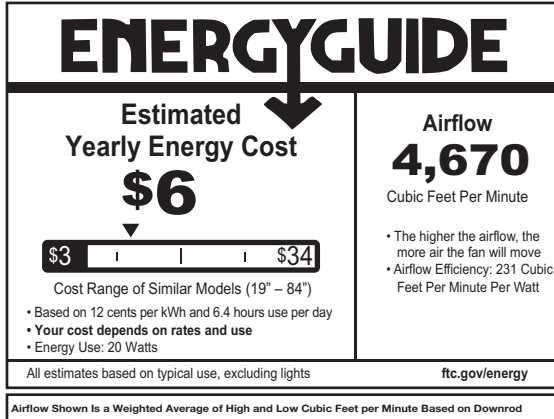 ENERGYGUIDE
Estimated
Yearly Energy Cost
$6
$3
$34
Cost Range of Similar Models (19” – 84”)
• Based on 12 cents per kWh and 6.4 hours use per day
• Your cost depends on rates and use
• Energy Use: 20 Watts
Airflow
4,670
Cubic Feet Per Minute
• The higher the airflow, the
more air the fan will move
• Airflow Efficiency: 231 Cubic
Feet Per Minute Per Watt
All estimates based on typical use, excluding lights
ftc.gov/energy
Airflow Shown Is a Weighted Average of High and Low Cubic Feet per Minute Based on Downrod